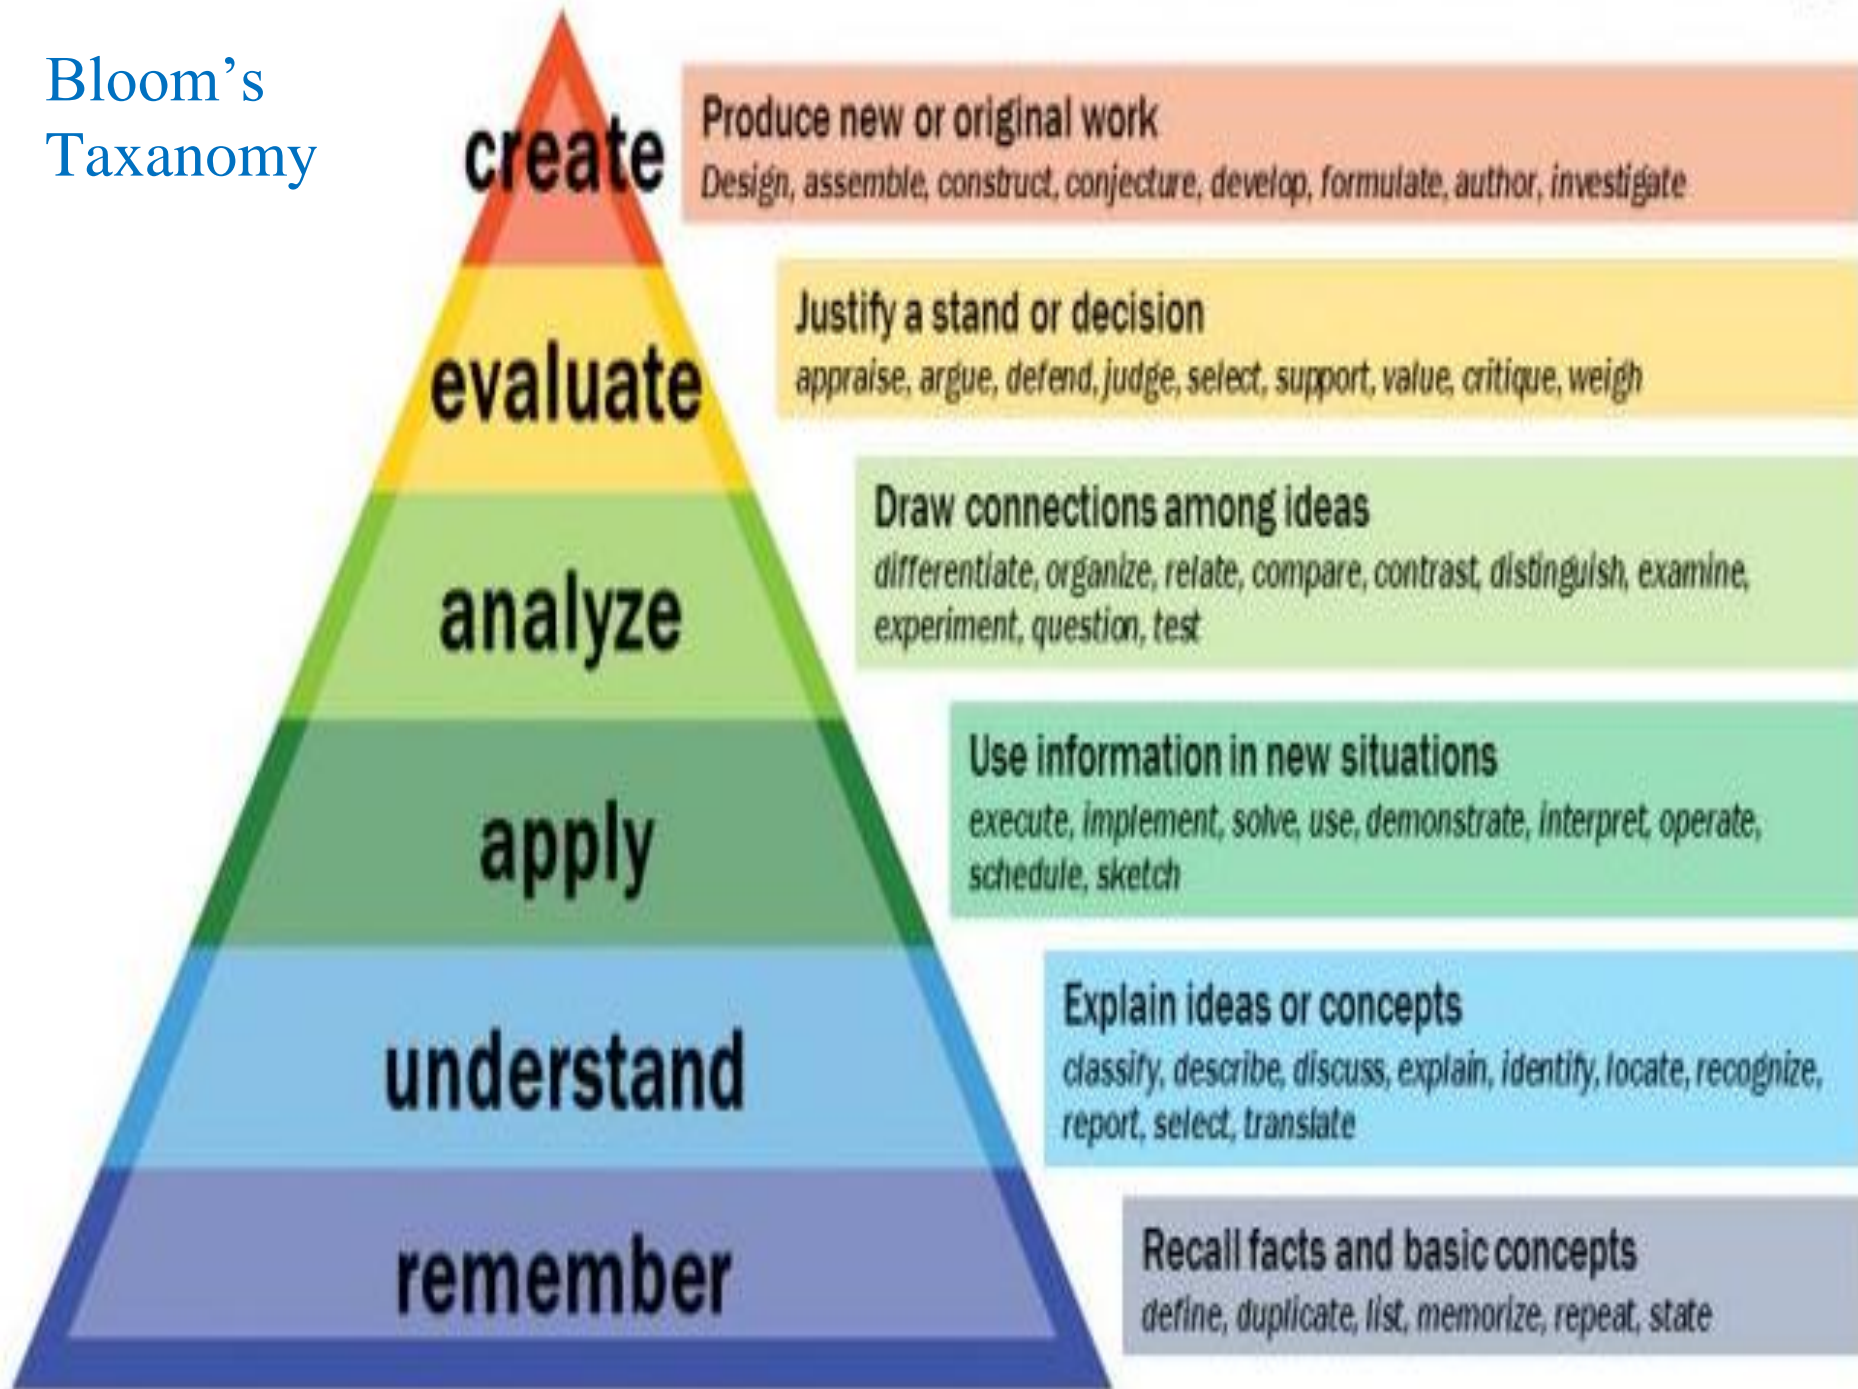 Bloom’s
Taxanomy
create
Produce new or original work
Design, assemble, construct, conjecture, develop, formulate, author, investigate
evaluate
Justify a stand or decision
appraise, argue, defend, judge, select, support, value, critique, weigh
analyze
Draw connections among ideas
differentiate, organize, relate, compare, contrast, distinguish, examine,
experiment, question, test
apply
Use information in new situations
execute, implement, solve, use, demonstrate, interpret, operate,
schedule, sketch
understand
Explain ideas or concepts
classify, describe, discuss, explain, identify, locate, recognize,
report, select, translate
remember
Recall facts and basic concepts
define, duplicate, list, memorize, repeat, state